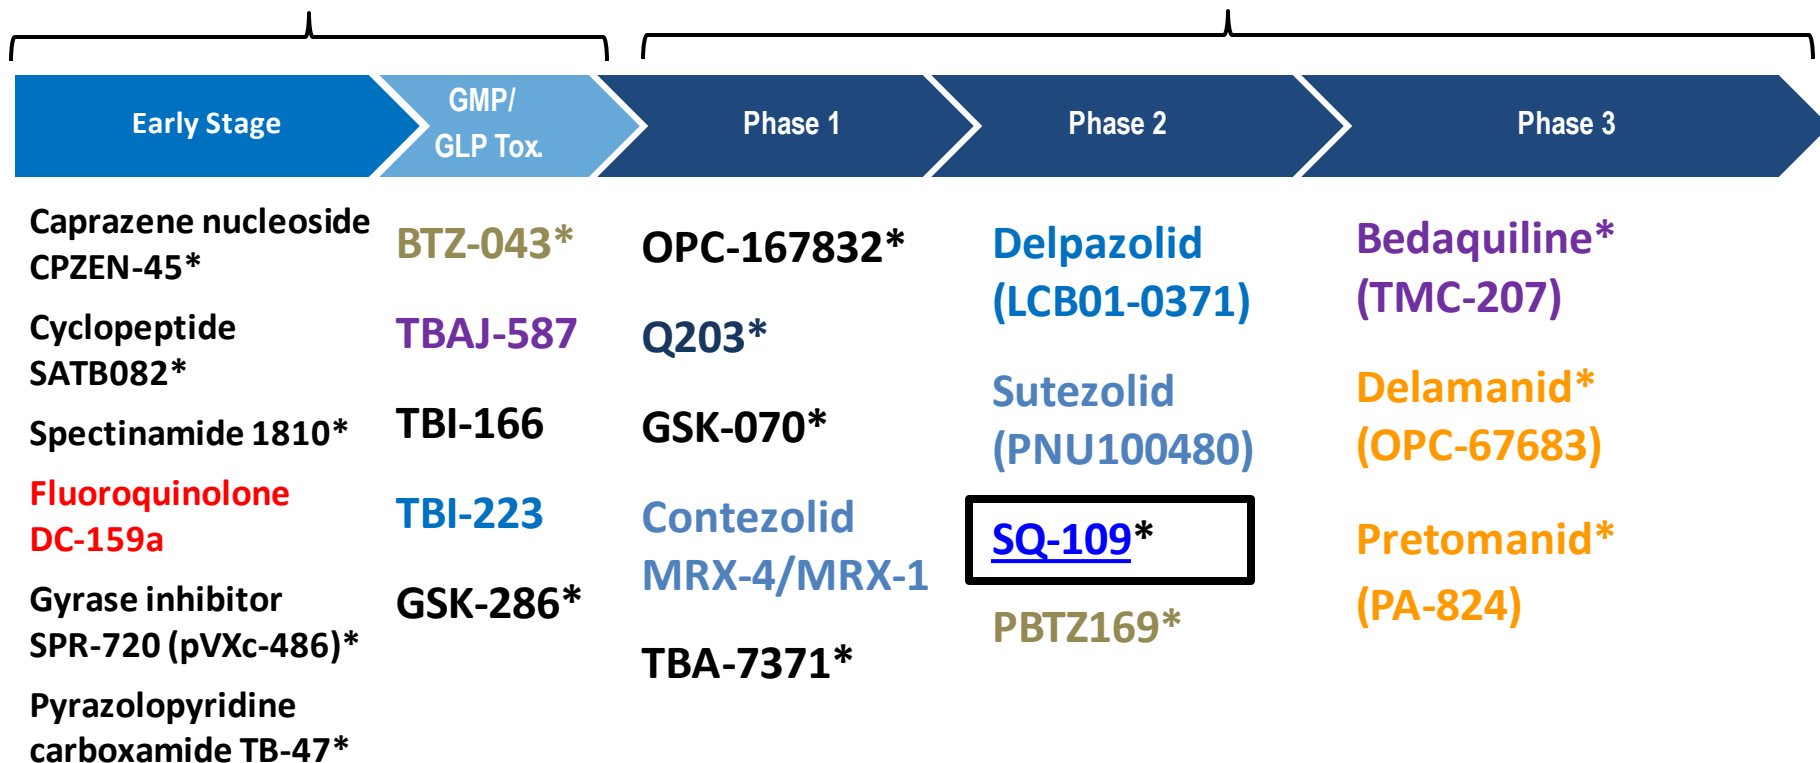 Early Stage
GMP/
GLP Tox.
Phase 1
Phase 2
Phase 3
Caprazene nucleoside
CPZEN-45*
Cyclopeptide
SATB082*
Spectinamide 1810*
Fluoroquinolone
DC-159a
Gyrase inhibitor
SPR-720 (pVXc-486)*
Pyrazolopyridine
carboxamide TB-47*
BTZ-043*
TBAJ-587
TBI-166
TBI-223
GSK-286*
OPC-167832*
Q203*
GSK-070*
Contezolid
MRX-4/MRX-1
TBA-7371*
Delpazolid
(LCB01-0371)
Sutezolid
(PNU100480)
SQ-109*
PBTZ169*
Bedaquiline*
(TMC-207)
Delamanid*
(OPC-67683)
Pretomanid*
(PA-824)